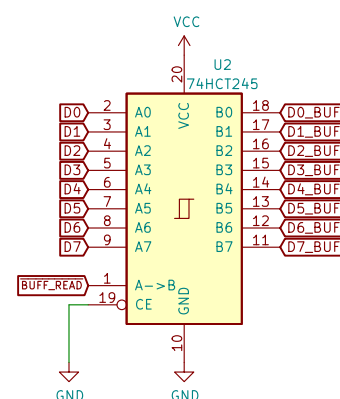 VCC
U2
74HCT245
20
VCC
D0 2 A0 B0 18 D0_BUF
D1 3 A1 B1 17 D1_BUF
D2 4 A2 B2 16 D2_BUF
D3 5 A3 B3 15 D3_BUF
D4 6 A4 B4 14 D4_BUF
D5 7 A5 B5 13 D5_BUF
D6 8 A6 B6 12 D6_BUF
D7 9 A7 B7 11 D7_BUF
BUFF_READ 1 A->B
19 CE
GND
10
GND GND